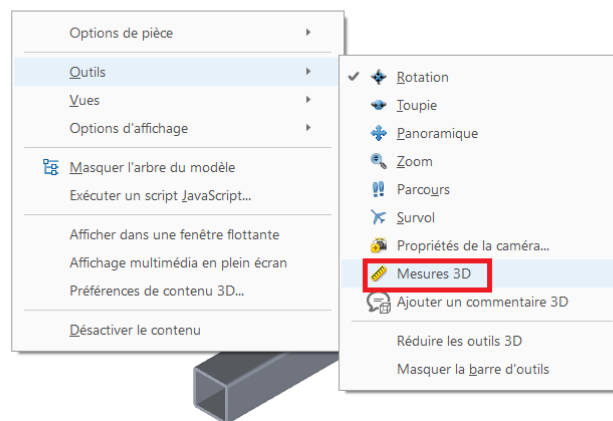 Options de pièce
Outils
Vues
Options d'affichage
Masquer l'arbre du modèle
Exécuter un script JavaScript...
Afficher dans une fenêtre flottante
Affichage multimédia en plein écran
Préférences de contenu 3D...
Désactiver le contenu
Rotation
Toupie
Panoramique
Zoom
Parcours
Survol
Propriétés de la caméra...
Mesures 3D
Ajouter un commentaire 3D
Réduire les outils 3D
Masquer la barre d'outils